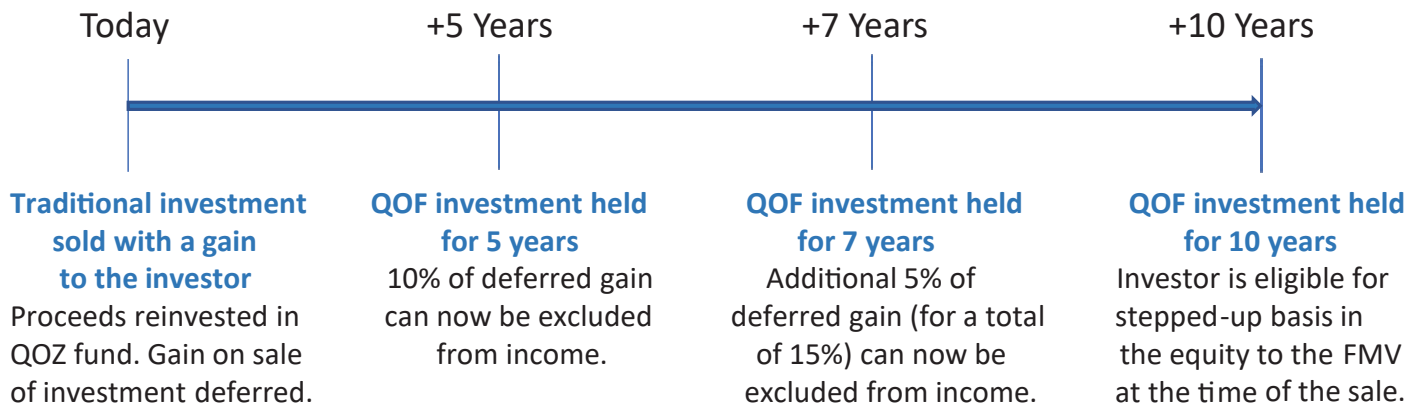 Today
+5 Years
+7 Years
+10 Years
Traditional investment
sold with a gain
to the investor
Proceeds reinvested in
QOZ fund. Gain on sale
of investment deferred.
QOF investment held
for 5 years
10% of deferred gain
can now be excluded
from income.
QOF investment held
for 7 years
Additional 5% of
deferred gain (for a total
of 15%) can now be
excluded from income.
QOF investment held
for 10 years
Investor is eligible for
stepped-up basis in
the equity to the FMV
at the time of the sale.